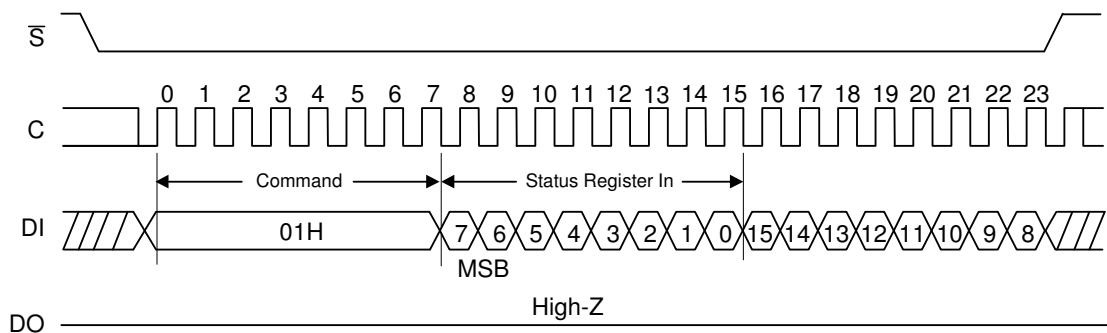 S̅
0 1 2 3 4 5 6 7 8 9 10 11 12 13 14 15 16 17 18 19 20 21 22 23
C
Command Status Register In
DI 01H 7 6 5 4 3 2 1 0 15 14 13 12 11 10 9 8
MSB
High-Z
DO